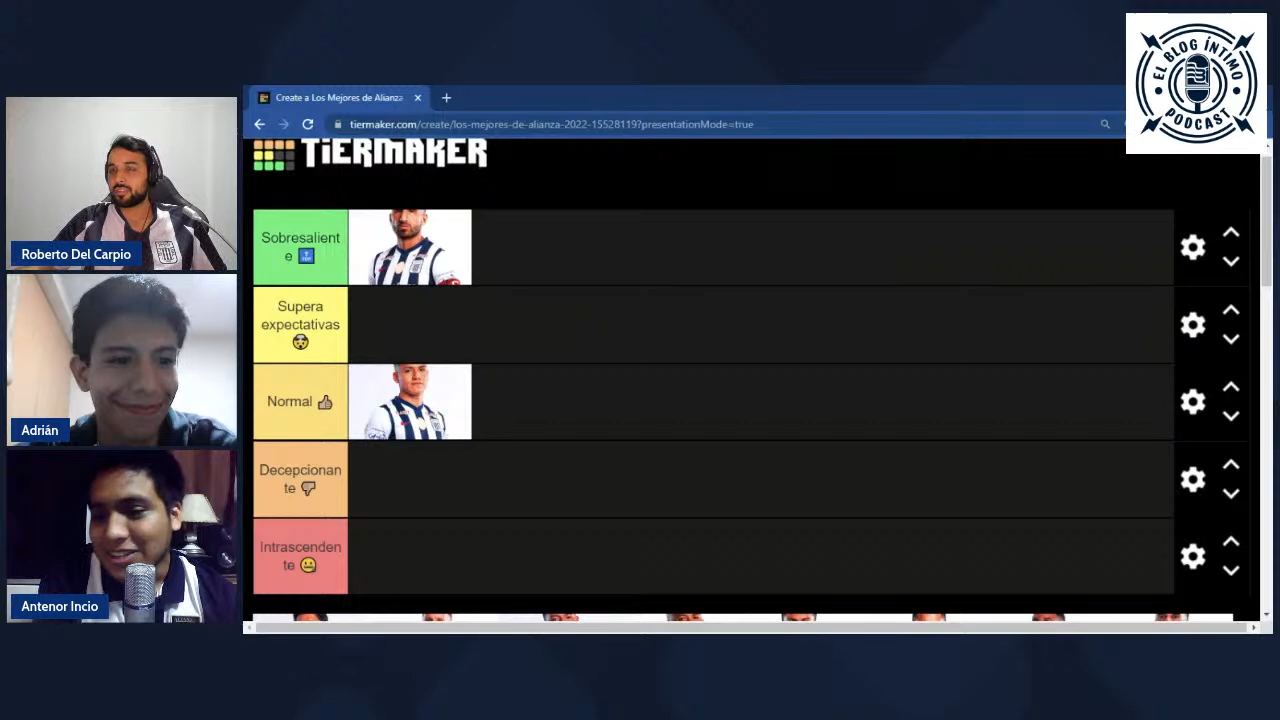 EL BLOG ÍNTIMO
PODCAST
Create a Los Mejores de Alianza
tiermaker.com/create/los-mejores-de-alianza-2022-15528119?presentationMode=true
TiERMAKER
Sobresalient
e 🔝
Supera
expectativas
Normal
Decepcionan
te
Intrascenden
te
Roberto Del Carpio
Adrián
Antenor Incio